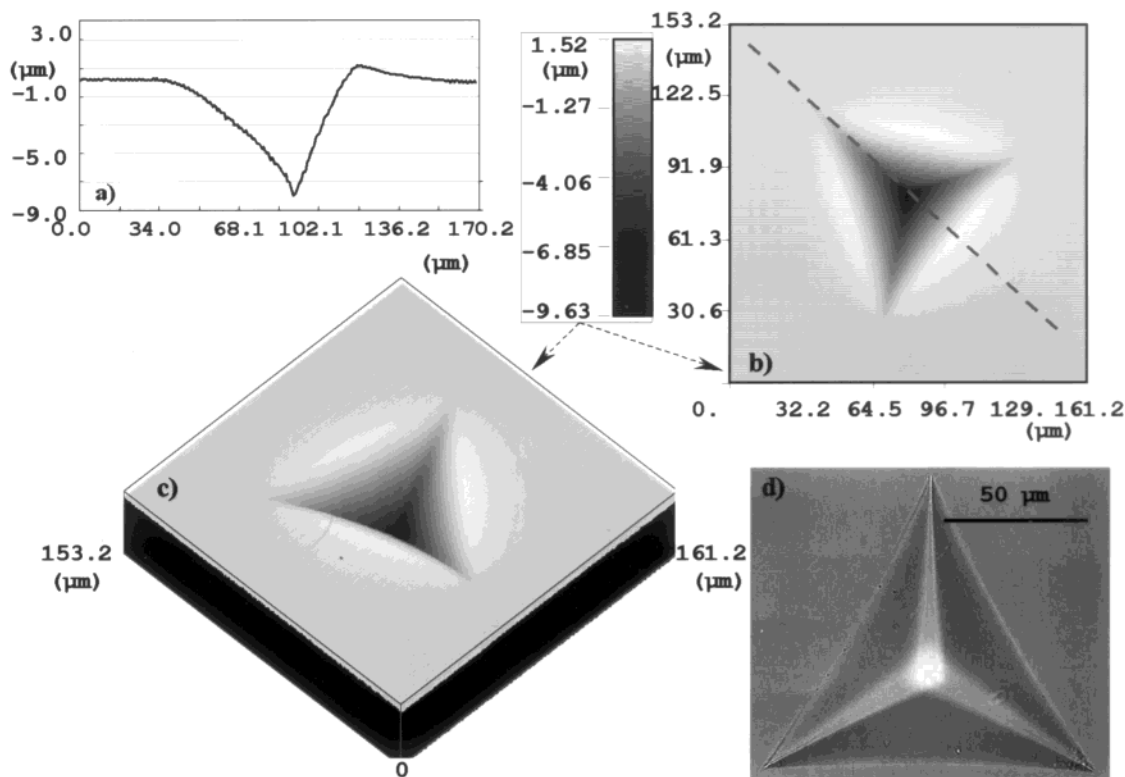 3.0
(µm)
-1.0
-5.0
-9.0
a)
0.0 34.0 68.1 102.1 136.2 170.2
(µm)
1.52
(µm)
-1.27
-4.06
-6.85
-9.63
153.2
(µm)
122.5
91.9
61.3
30.6
b)
0. 32.2 64.5 96.7 129. 161.2
(µm)
c)
153.2
(µm)
161.2
(µm)
0
d)
50 µm